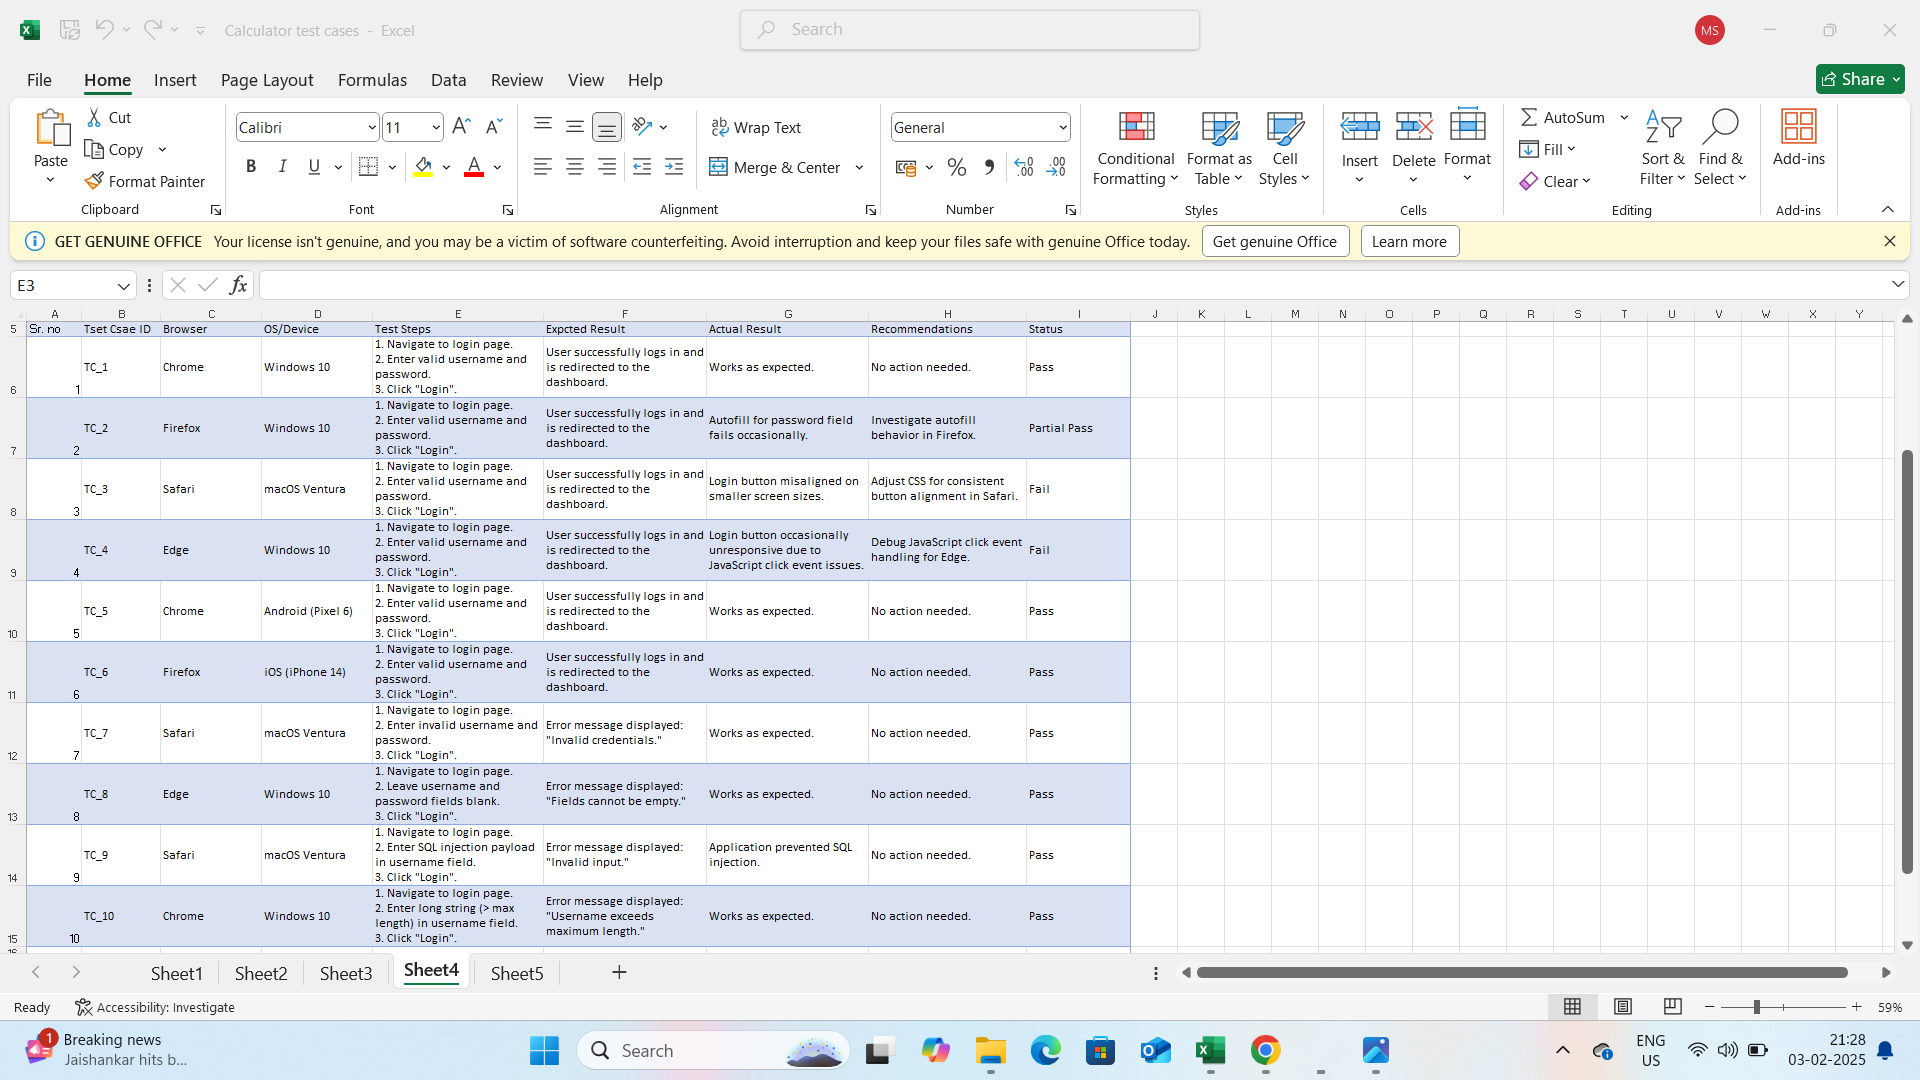 Calculator test cases - Excel
Search
MS
File Home Insert Page Layout Formulas Data Review View Help
Share
Paste
Cut
Copy
Format Painter
Clipboard
Calibri 11
B I U
Font
Wrap Text
Merge & Center
Alignment
General
Number
Conditional Formatting
Format as Table
Cell Styles
Styles
Insert Delete Format
Cells
AutoSum
Fill
Clear
Sort & Filter
Find & Select
Editing
Add-ins
Add-ins
GET GENUINE OFFICE Your license isn't genuine, and you may be a victim of software counterfeiting. Avoid interruption and keep your files safe with genuine Office today. Get genuine Office Learn more
E3
fx
A B C D E F G H I J K L M N O P Q R S T U V W X Y
5 Sr. no Tset Csae ID Browser OS/Device Test Steps Expcted Result Actual Result Recommendations Status
6 1 TC_1 Chrome Windows 10 1. Navigate to login page. 2. Enter valid username and password. 3. Click "Login". User successfully logs in and is redirected to the dashboard. Works as expected. No action needed. Pass
7 2 TC_2 Firefox Windows 10 1. Navigate to login page. 2. Enter valid username and password. 3. Click "Login". User successfully logs in and is redirected to the dashboard. Autofill for password field fails occasionally. Investigate autofill behavior in Firefox. Partial Pass
8 3 TC_3 Safari macOS Ventura 1. Navigate to login page. 2. Enter valid username and password. 3. Click "Login". User successfully logs in and is redirected to the dashboard. Login button misaligned on smaller screen sizes. Adjust CSS for consistent button alignment in Safari. Fail
9 4 TC_4 Edge Windows 10 1. Navigate to login page. 2. Enter valid username and password. 3. Click "Login". User successfully logs in and is redirected to the dashboard. Login button occasionally unresponsive due to JavaScript click event issues. Debug JavaScript click event handling for Edge. Fail
10 5 TC_5 Chrome Android (Pixel 6) 1. Navigate to login page. 2. Enter valid username and password. 3. Click "Login". User successfully logs in and is redirected to the dashboard. Works as expected. No action needed. Pass
11 6 TC_6 Firefox iOS (iPhone 14) 1. Navigate to login page. 2. Enter valid username and password. 3. Click "Login". User successfully logs in and is redirected to the dashboard. Works as expected. No action needed. Pass
12 7 TC_7 Safari macOS Ventura 1. Navigate to login page. 2. Enter invalid username and password. 3. Click "Login". Error message displayed: "Invalid credentials." Works as expected. No action needed. Pass
13 8 TC_8 Edge Windows 10 1. Navigate to login page. 2. Leave username and password fields blank. 3. Click "Login". Error message displayed: "Fields cannot be empty." Works as expected. No action needed. Pass
14 9 TC_9 Safari macOS Ventura 1. Navigate to login page. 2. Enter SQL injection payload in username field. 3. Click "Login". Error message displayed: "Invalid input." Application prevented SQL injection. No action needed. Pass
15 10 TC_10 Chrome Windows 10 1. Navigate to login page. 2. Enter long string (> max length) in username field. 3. Click "Login". Error message displayed: "Username exceeds maximum length." Works as expected. No action needed. Pass
16
Sheet1 Sheet2 Sheet3 Sheet4 Sheet5
Ready Accessibility: Investigate 59%
1 Breaking news
Jaishankar hits b...
Search
ENG
US
21:28
03-02-2025